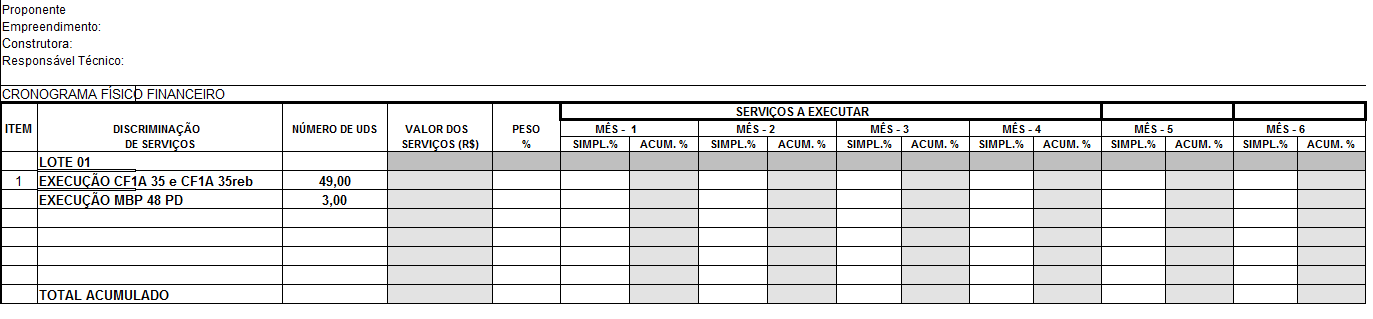 Proponente
Empreendimento:
Construtora:
Responsável Técnico:
CRONOGRAMA FÍSICO FINANCEIRO
SERVIÇOS A EXECUTAR
ITEM DISCRIMINAÇÃO DE SERVIÇOS NÚMERO DE UDS VALOR DOS SERVIÇOS (R$) PESO % MÊS - 1 MÊS - 2 MÊS - 3 MÊS - 4 MÊS - 5 MÊS - 6
SIMPL.% ACUM. % SIMPL.% ACUM. % SIMPL.% ACUM. % SIMPL.% ACUM. % SIMPL.% ACUM. % SIMPL.% ACUM. %
LOTE 01
1 EXECUÇÃO CF1A 35 e CF1A 35reb 49,00
EXECUÇÃO MBP 48 PD 3,00
TOTAL ACUMULADO